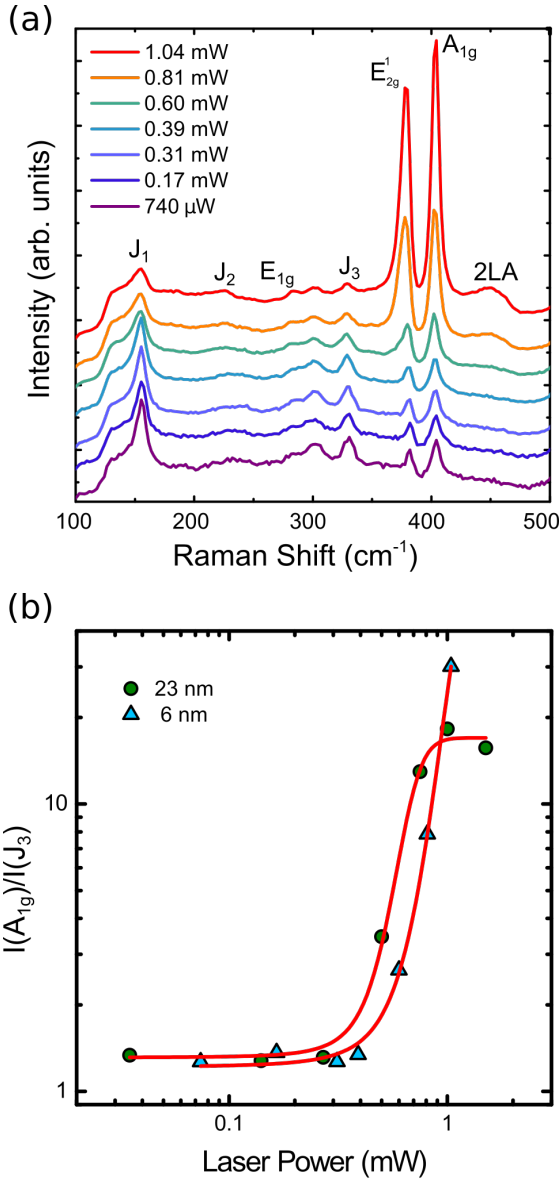 (a)
1.04 mW
0.81 mW
0.60 mW
0.39 mW
0.31 mW
0.17 mW
740 µW
E¹₂g
A₁g
J₁
J₂
E₁g
J₃
2LA
Intensity (arb. units)
100 200 300 400 500
Raman Shift (cm⁻¹)
(b)
23 nm
6 nm
10
1
I(A₁g)/I(J₃)
0.1 1
Laser Power (mW)